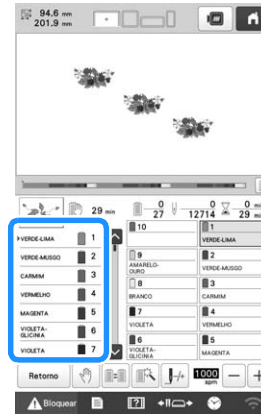 94.6 mm
201.9 mm
29 min
0
27
0
12714
0
29
VERDE-LIMA 1
VERDE-MUSGO 2
CARMIM 3
VERMELHO 4
MAGENTA 5
VIOLETA-GLICINIA 6
VIOLETA 7
10
9
AMARELO-OURO
8
BRANCO
7
VIOLETA
6
VIOLETA-GLICINIA
1
VERDE-LIMA
2
VERDE-MUSGO
3
CARMIM
4
VERMELHO
5
MAGENTA
Retorno
1000
spm
Bloquear
?